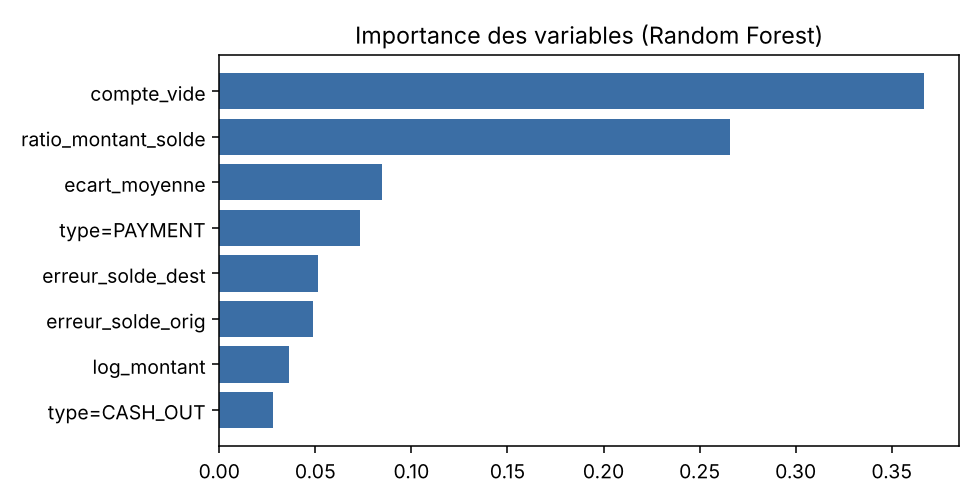 Importance des variables (Random Forest)
compte_vide
ratio_montant_solde
ecart_moyenne
type=PAYMENT
erreur_solde_dest
erreur_solde_orig
log_montant
type=CASH_OUT
0.00 0.05 0.10 0.15 0.20 0.25 0.30 0.35